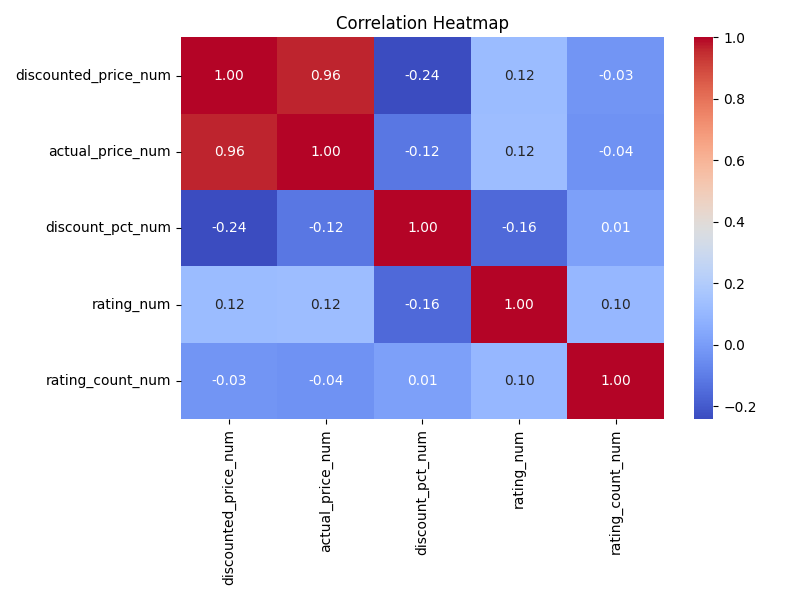 Correlation Heatmap
discounted_price_num 1.00 0.96 -0.24 0.12 -0.03
actual_price_num 0.96 1.00 -0.12 0.12 -0.04
discount_pct_num -0.24 -0.12 1.00 -0.16 0.01
rating_num 0.12 0.12 -0.16 1.00 0.10
rating_count_num -0.03 -0.04 0.01 0.10 1.00
discounted_price_num
actual_price_num
discount_pct_num
rating_num
rating_count_num
1.0
0.8
0.6
0.4
0.2
0.0
−0.2